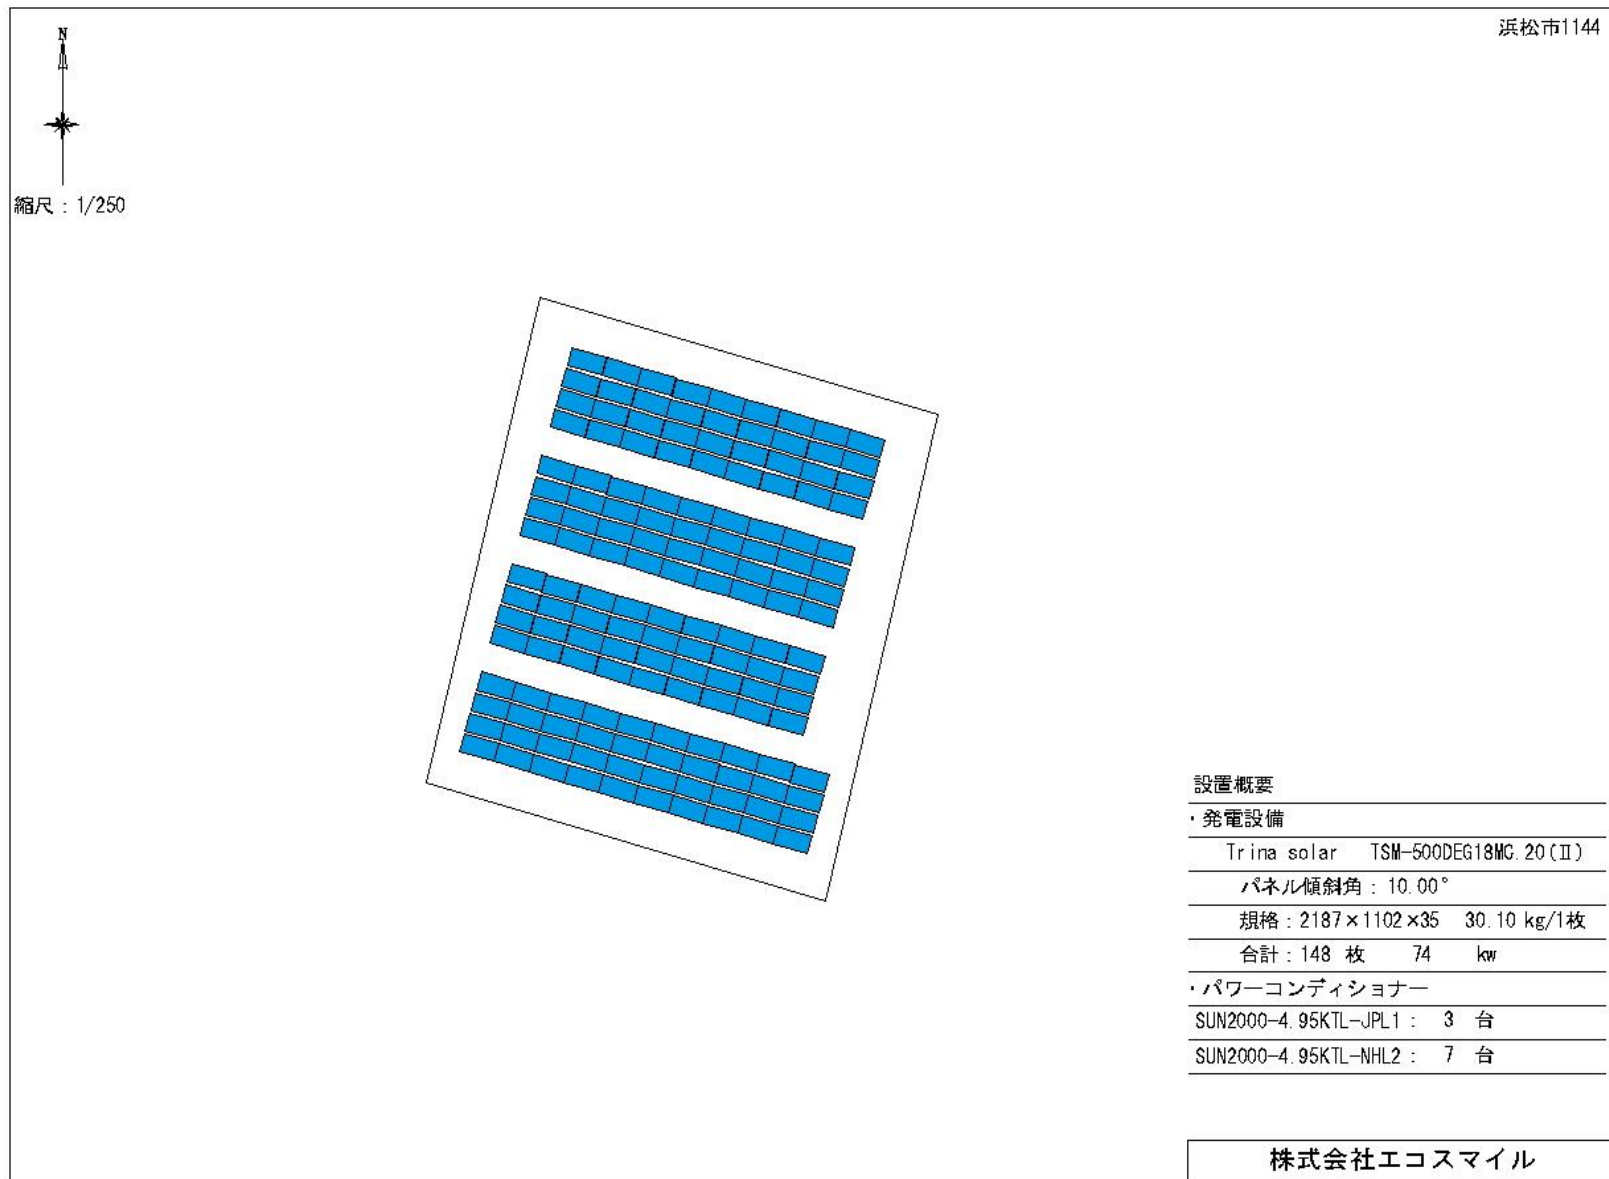 浜松市1144
N
縮尺：1/250
設置概要
・発電設備
Trina solar TSM-500DEG18MC.20(Ⅱ)
パネル傾斜角：10.00°
規格：2187×1102×35 30.10 kg/1枚
合計：148 枚 74 kw
・パワーコンディショナー
SUN2000-4.95KTL-JPL1： 3 台
SUN2000-4.95KTL-NHL2： 7 台
株式会社エコスマイル